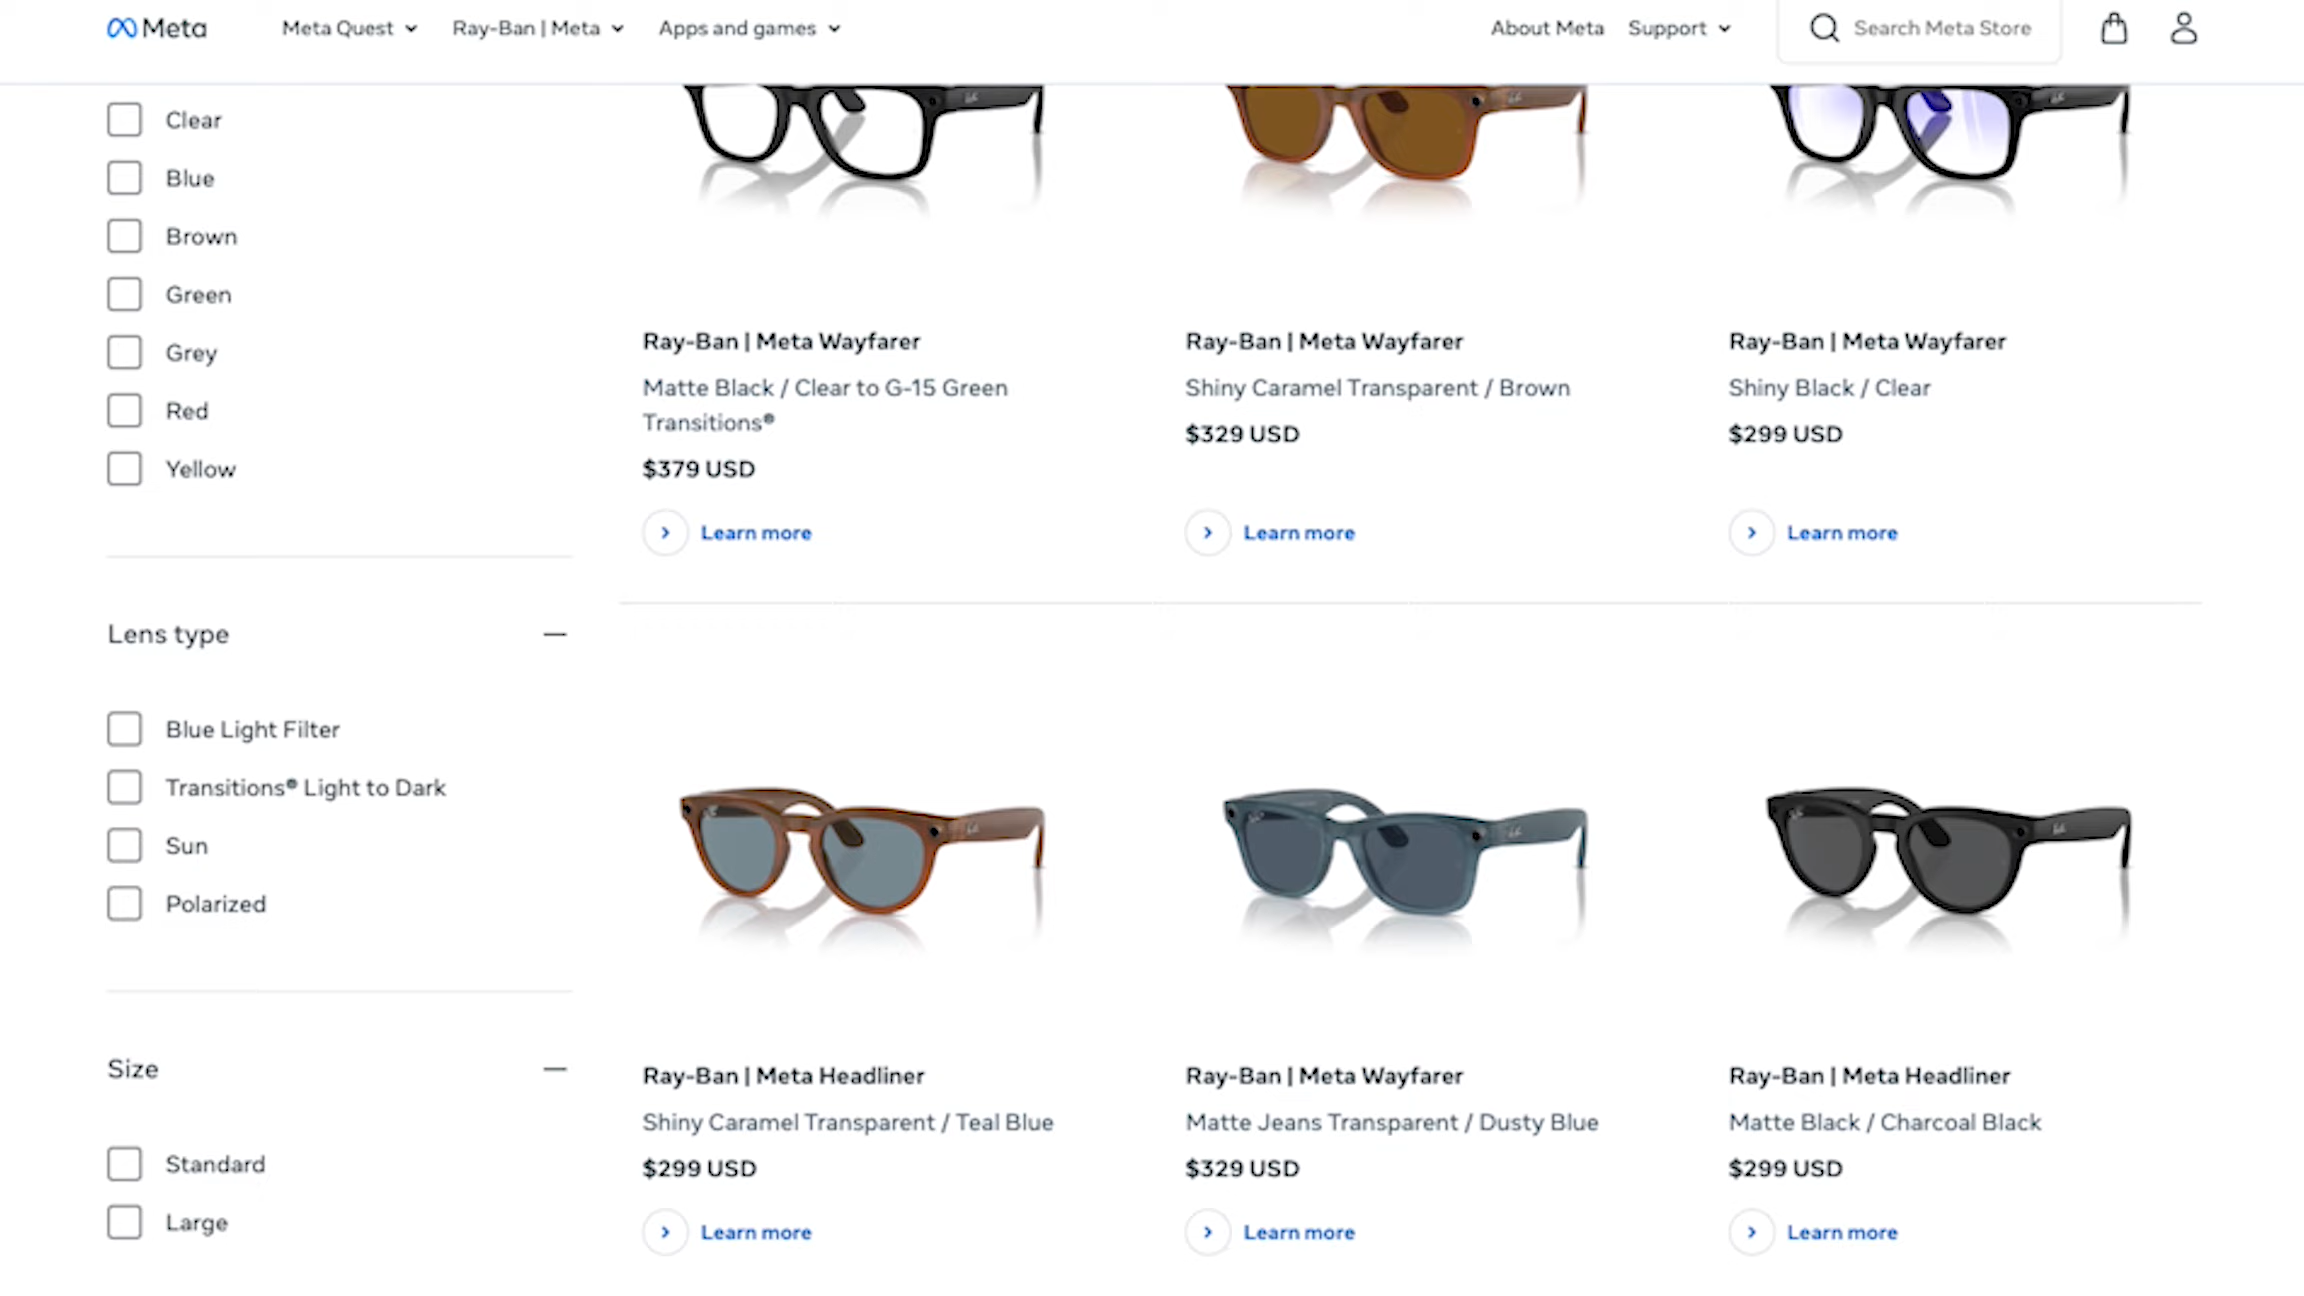 Meta
Meta Quest
Ray-Ban | Meta
Apps and games
About Meta
Support
Search Meta Store
Clear
Blue
Brown
Green
Grey
Red
Yellow
Lens type
Blue Light Filter
Transitions® Light to Dark
Sun
Polarized
Size
Standard
Large
Ray-Ban | Meta Wayfarer
Matte Black / Clear to G-15 Green
Transitions®
$379 USD
Learn more
Ray-Ban | Meta Wayfarer
Shiny Caramel Transparent / Brown
$329 USD
Learn more
Ray-Ban | Meta Wayfarer
Shiny Black / Clear
$299 USD
Learn more
Ray-Ban | Meta Headliner
Shiny Caramel Transparent / Teal Blue
$299 USD
Learn more
Ray-Ban | Meta Wayfarer
Matte Jeans Transparent / Dusty Blue
$329 USD
Learn more
Ray-Ban | Meta Headliner
Matte Black / Charcoal Black
$299 USD
Learn more